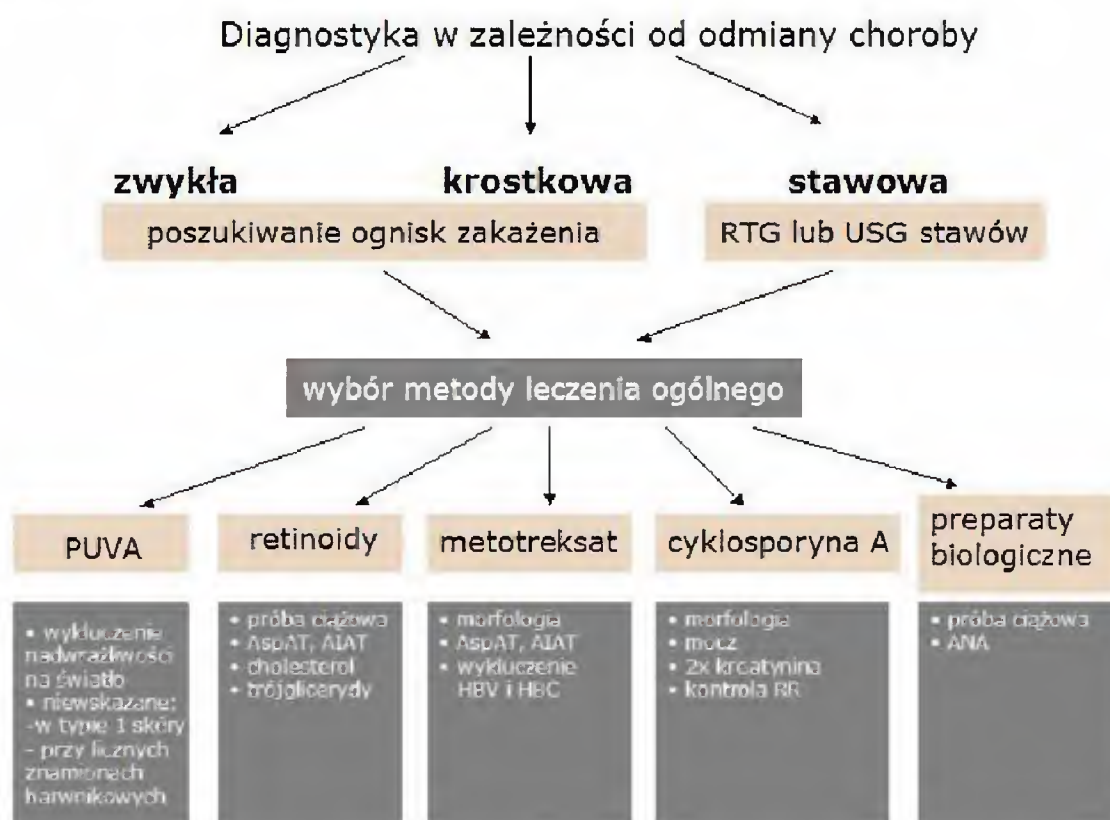 Diagnostyka w zależności od odmiany choroby
zwykła
krostkowa
stawowa
poszukiwanie ognisk zakażenia
RTG lub USG stawów
wybór metody leczenia ogólnego
PUVA
• wykluczenie
nadwrażliwości
na światło
• niewskazane:
-w typie 1 skóry
- przy licznych
znamionach
barwnikowych
retinoidy
• próba ciążowa
• AspAT, AlAT
• cholesterol
• trójglicerydy
metotreksat
• morfologia
• AspAT, AlAT
• wykluczenie
HBV i HBC
cyklosporyna A
• morfologia
• mocz
• 2x kreatynina
• kontrola RR
preparaty
biologiczne
• próba ciążowa
• ANA